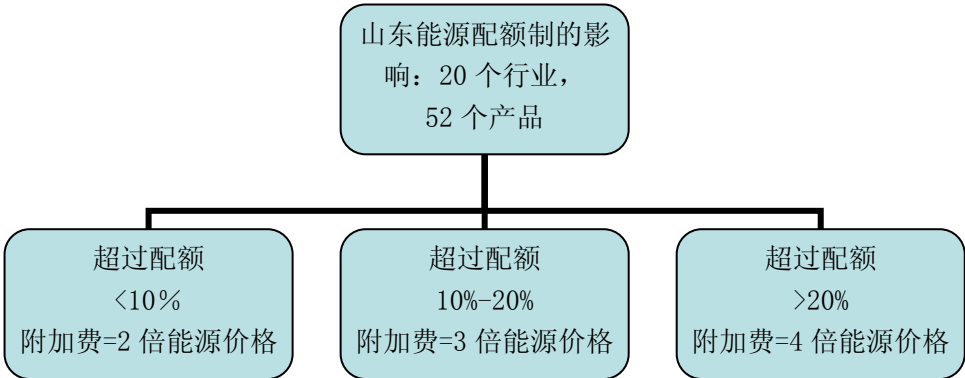 山东能源配额制的影
响：20 个行业，
52 个产品
超过配额
<10％
附加费=2 倍能源价格
超过配额
10%-20%
附加费=3 倍能源价格
超过配额
>20%
附加费=4 倍能源价格